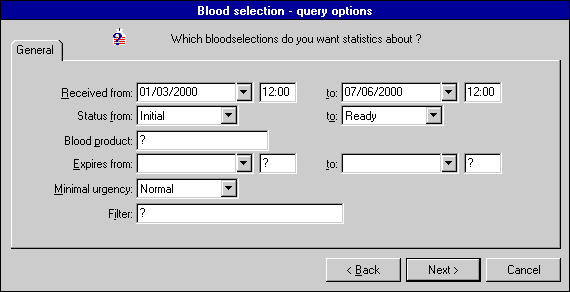 Blood selection - query options
Which bloodselections do you want statistics about ?
General
Received from: 01/03/2000 12:00 to: 07/06/2000 12:00
Status from: Initial to: Ready
Blood product: ?
Expires from: ? to: ?
Minimal urgency: Normal
Filter: ?
< Back Next > Cancel